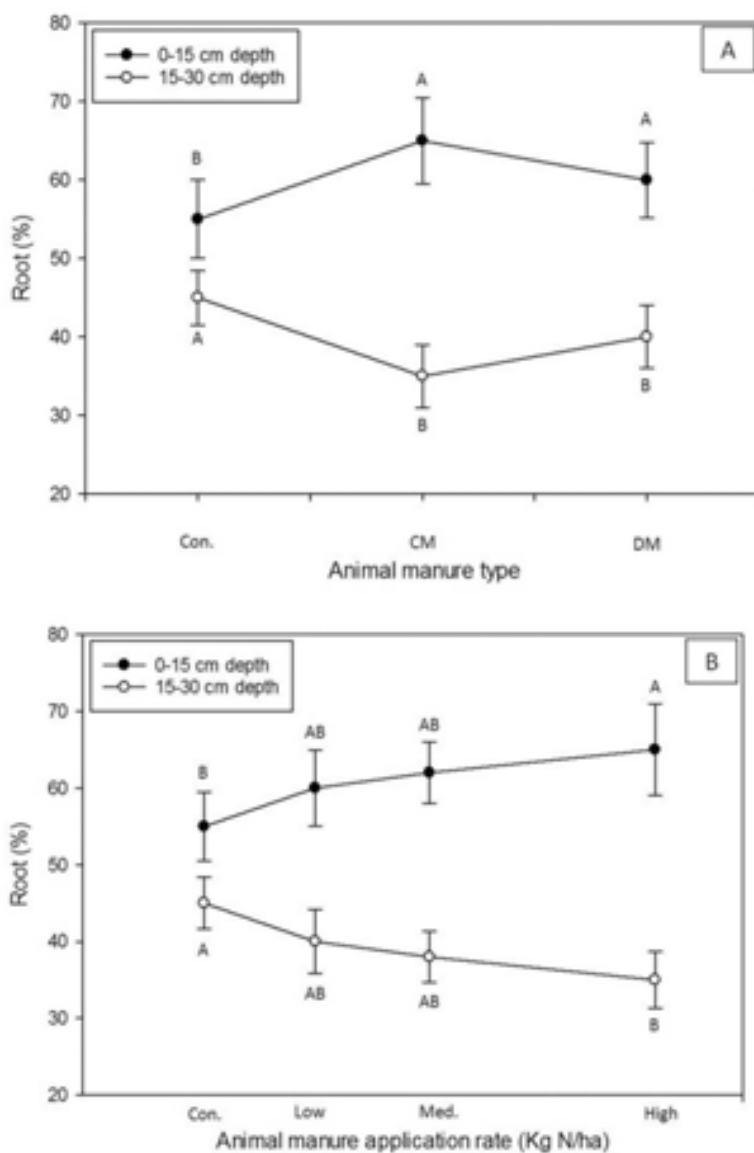 80
0-15 cm depth
15-30 cm depth
A
A
70
A
B
60
Root (%)
50
40
A
B
B
30
20
Con. CM DM
Animal manure type
80
0-15 cm depth
15-30 cm depth
B
A
70
AB AB
B
60
Root (%)
50
40
A
AB AB
30
B
20
Con. Low Med. High
Animal manure application rate (Kg N/ha)